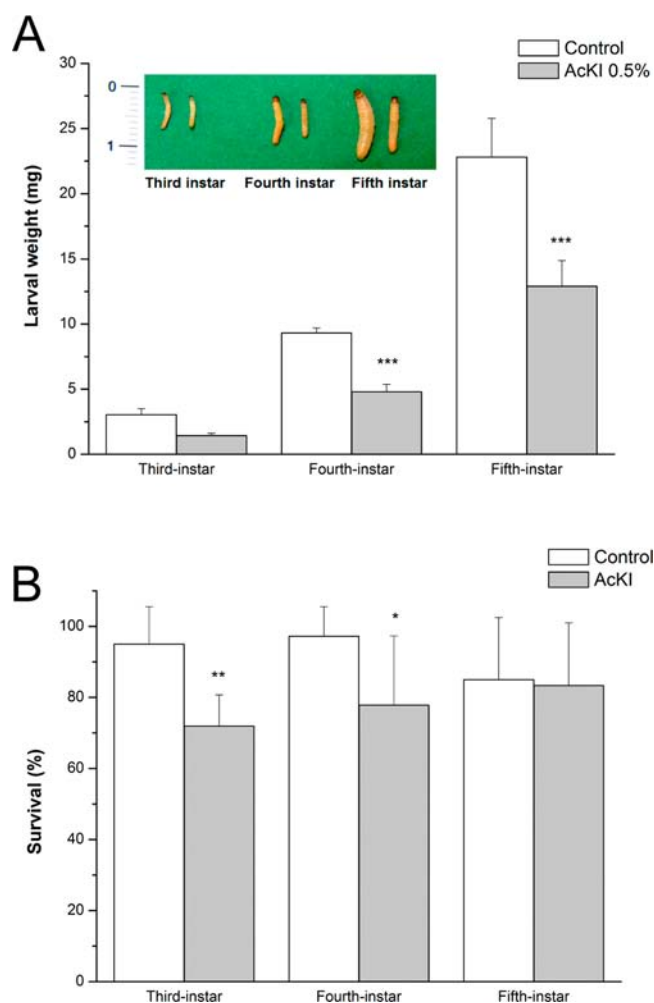 A
Control
AcKI 0.5%
Larval weight (mg)
30
25
20
15
10
5
0
0
1
Third instar Fourth instar Fifth instar
***
***
Third-instar Fourth-instar Fifth-instar
B
Control
AcKI
Survival (%)
100
80
60
40
20
0
**
*
Third-instar Fourth-instar Fifth-instar